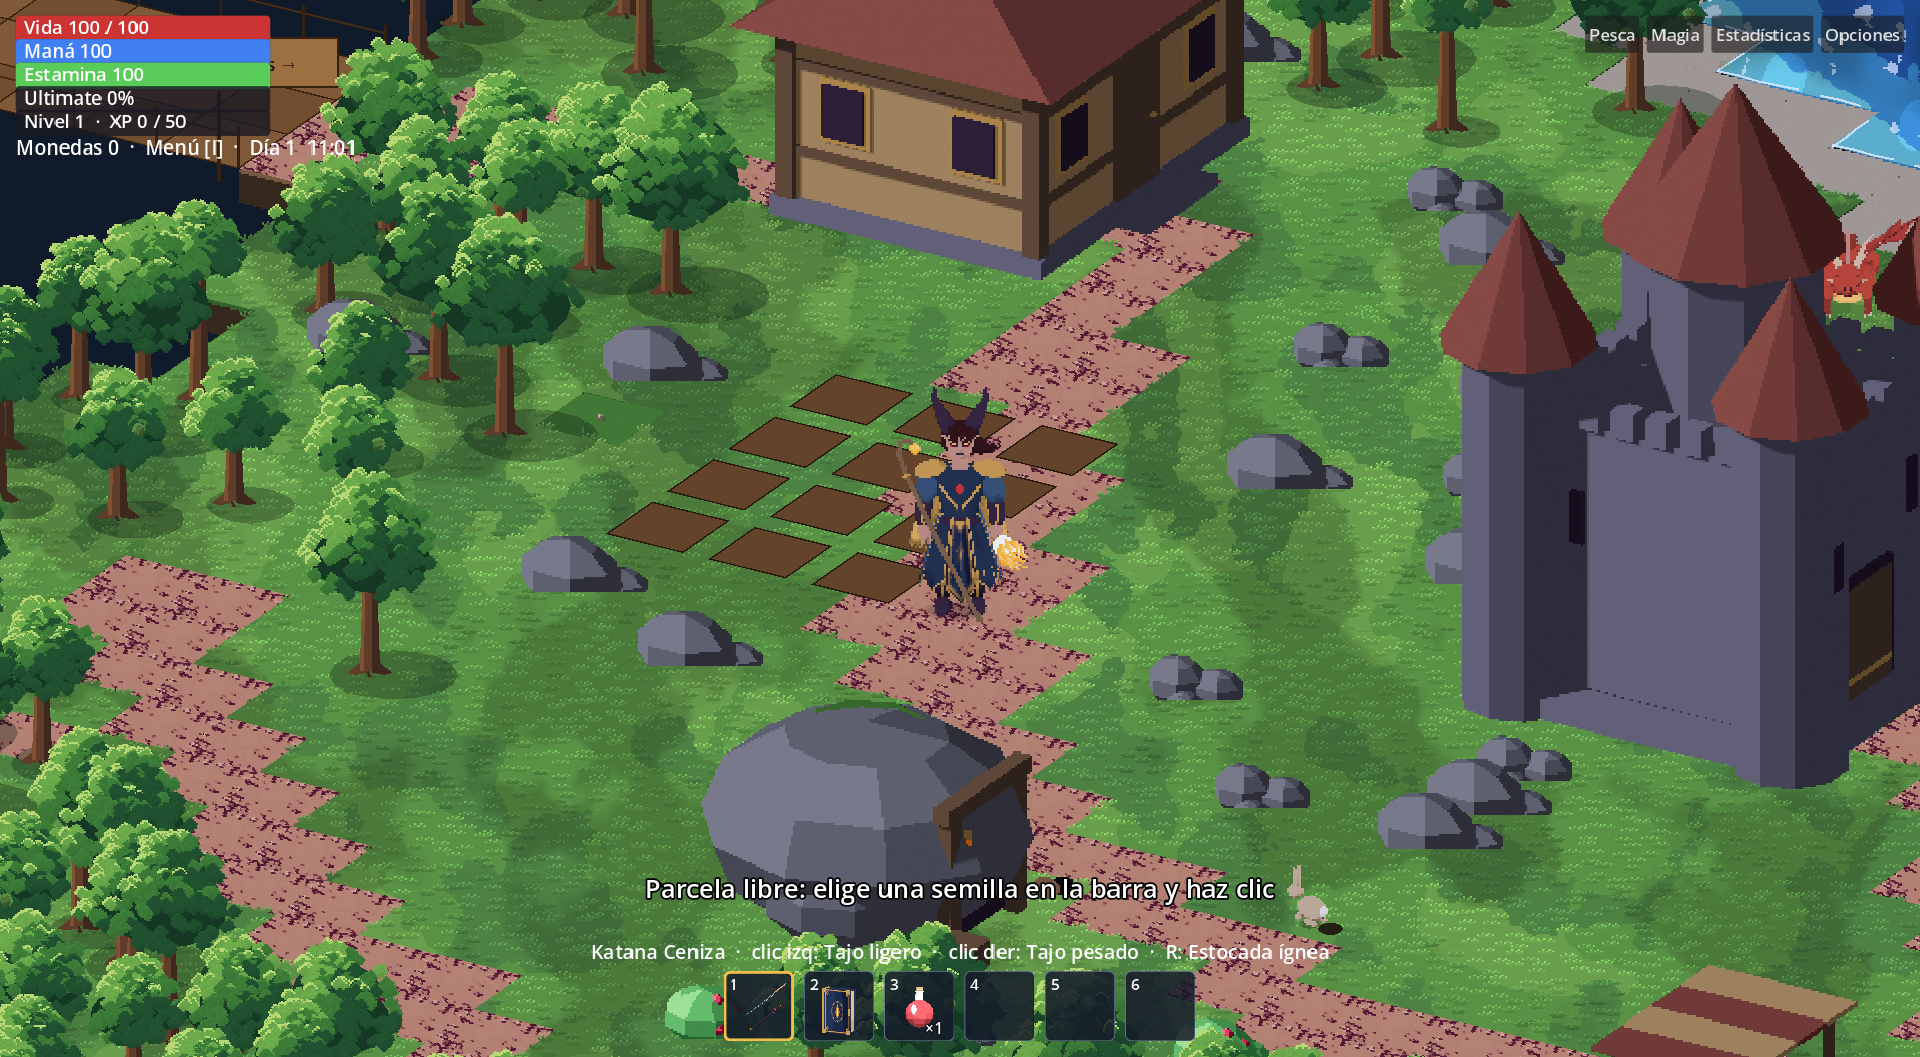 Vida 100 / 100
Maná 100
Estamina 100
Ultimate 0%
Nivel 1 · XP 0 / 50
Monedas 0 · Menú [I] · Día 1 11:01
Pesca Magia Estadísticas Opciones
Parcela libre: elige una semilla en la barra y haz clic
Katana Ceniza · clic izq: Tajo ligero · clic der: Tajo pesado · R: Estocada ígnea
1 2 3 4 5 6
×1